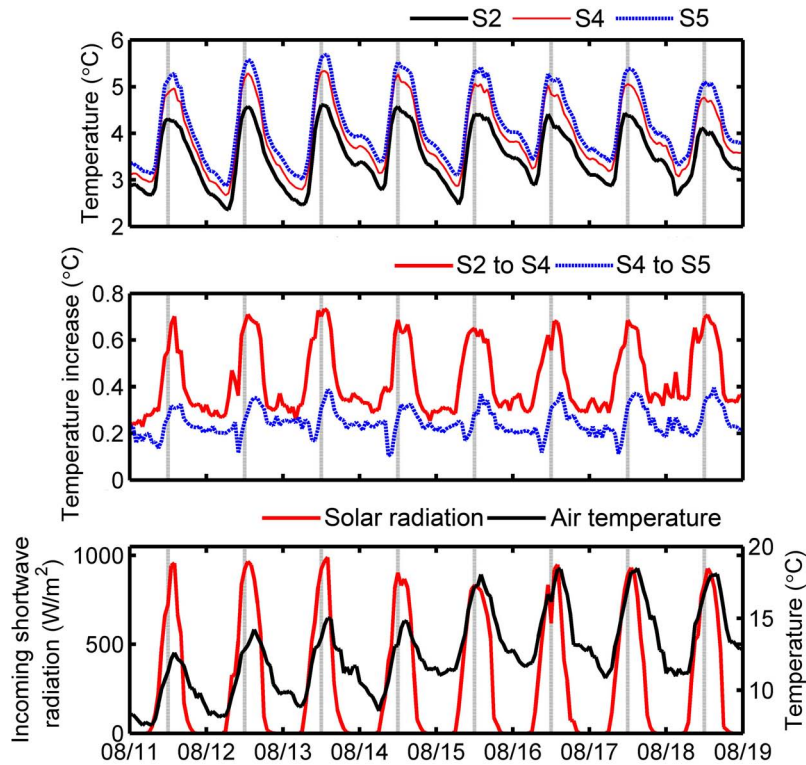 S2 S4 S5
Temperature (°C)
6
5
4
3
2
S2 to S4 S4 to S5
Temperature increase (°C)
0.8
0.6
0.4
0.2
0
Solar radiation Air temperature
Incoming shortwave
radiation (W/m²)
1000
500
0
20
15
10
Temperature (°C)
08/11 08/12 08/13 08/14 08/15 08/16 08/17 08/18 08/19